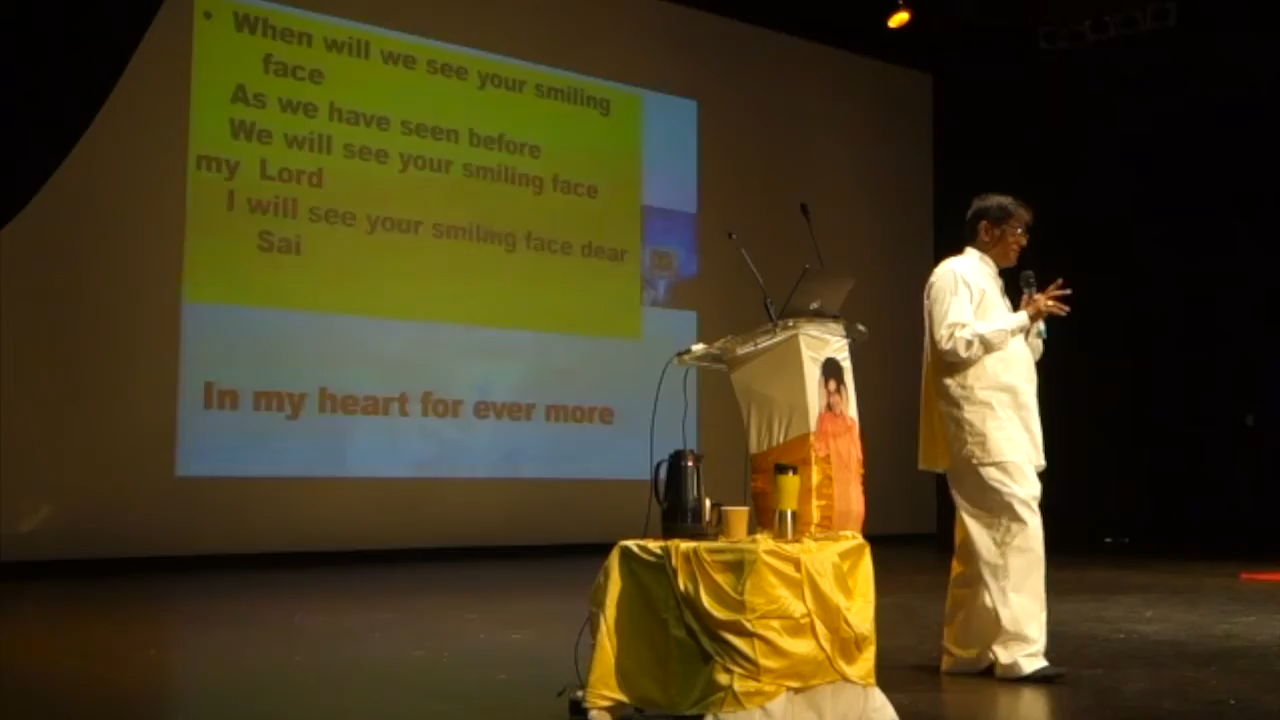 • When will we see your smiling
face
As we have seen before
We will see your smiling face
my Lord
I will see your smiling face dear
Sai
In my heart for ever more